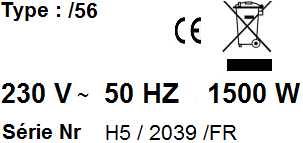 Type : /56
CE
230 V ~ 50 HZ 1500 W
Série Nr H5 / 2039 /FR